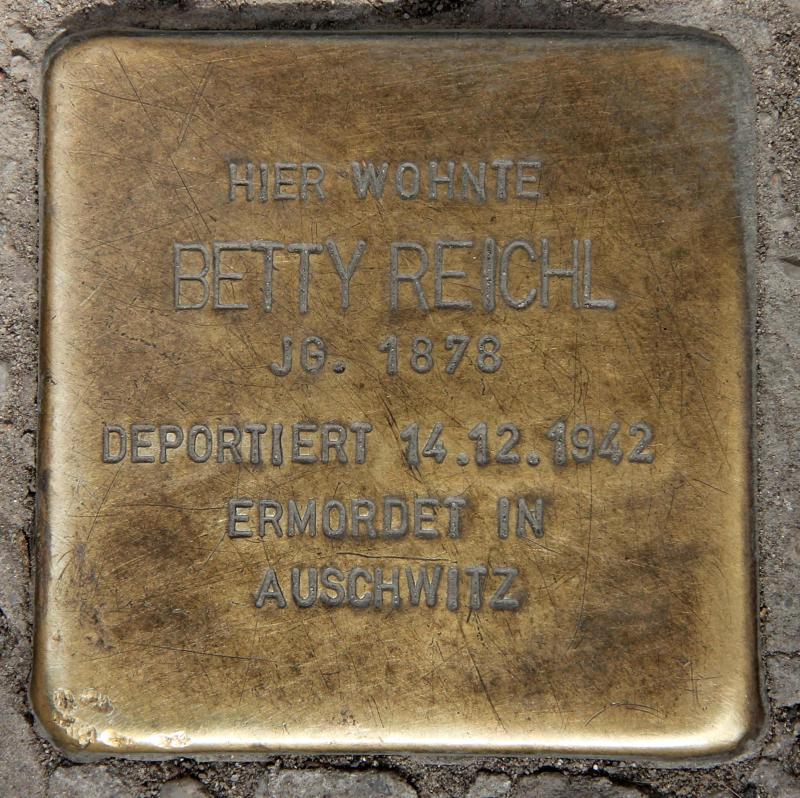 HIER WOHNTE
BETTY REICHL
JG. 1878
DEPORTIERT 14.12.1942
ERMORDET IN
AUSCHWITZ